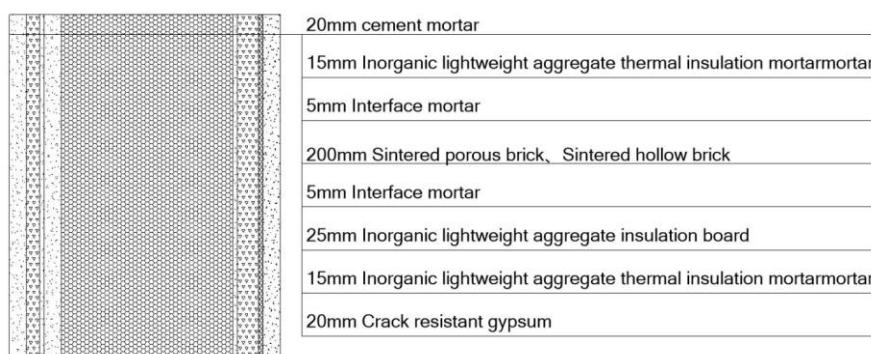 20mm cement mortar
15mm Inorganic lightweight aggregate thermal insulation mortarmortar
5mm Interface mortar
200mm Sintered porous brick、Sintered hollow brick
5mm Interface mortar
25mm Inorganic lightweight aggregate insulation board
15mm Inorganic lightweight aggregate thermal insulation mortarmortar
20mm Crack resistant gypsum